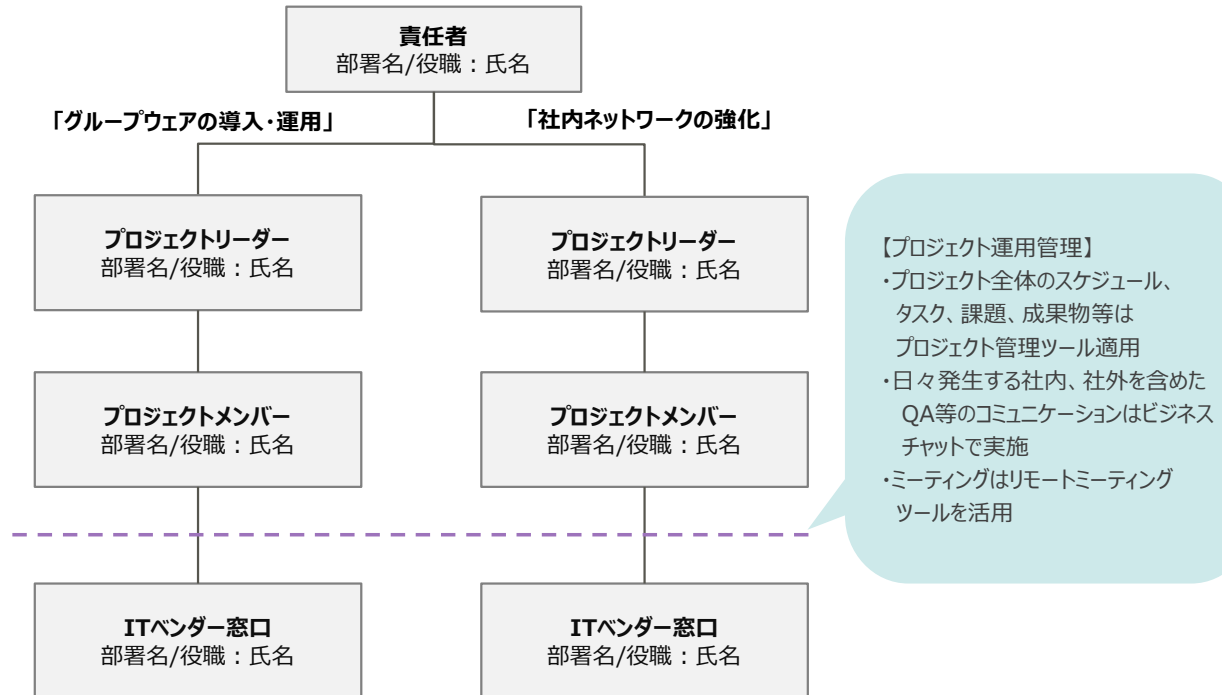 責任者
部署名/役職：氏名
「グループウェアの導入・運用」
「社内ネットワークの強化」
プロジェクトリーダー
部署名/役職：氏名
プロジェクトリーダー
部署名/役職：氏名
プロジェクトメンバー
部署名/役職：氏名
プロジェクトメンバー
部署名/役職：氏名
ITベンダー窓口
部署名/役職：氏名
ITベンダー窓口
部署名/役職：氏名
【プロジェクト運用管理】
・プロジェクト全体のスケジュール、
タスク、課題、成果物等は
プロジェクト管理ツール適用
・日々発生する社内、社外を含めた
QA等のコミュニケーションはビジネス
チャットで実施
・ミーティングはリモートミーティング
ツールを活用